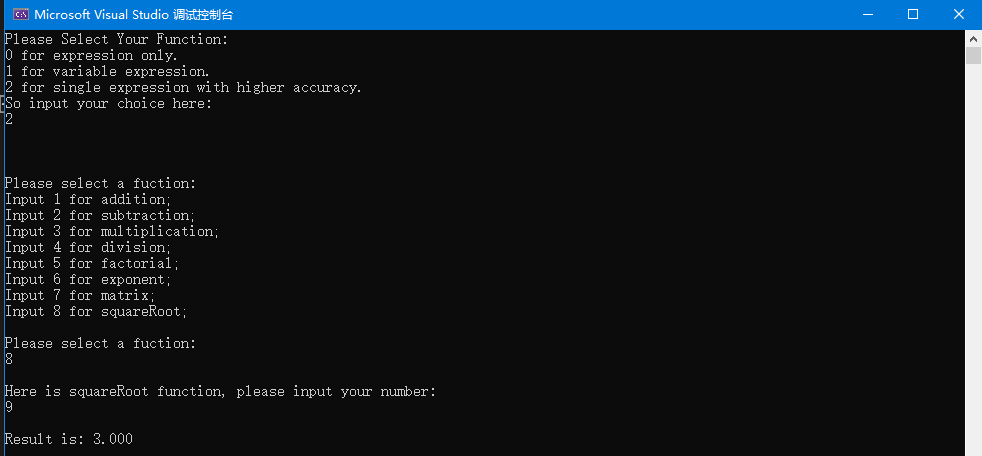 Microsoft Visual Studio 调试控制台
Please Select Your Function:
0 for expression only.
1 for variable expression.
2 for single expression with higher accuracy.
So input your choice here:
2
Please select a fuction:
Input 1 for addition;
Input 2 for subtraction;
Input 3 for multiplication;
Input 4 for division;
Input 5 for factorial;
Input 6 for exponent;
Input 7 for matrix;
Input 8 for squareRoot;
Please select a fuction:
8
Here is squareRoot function, please input your number:
9
Result is: 3.000